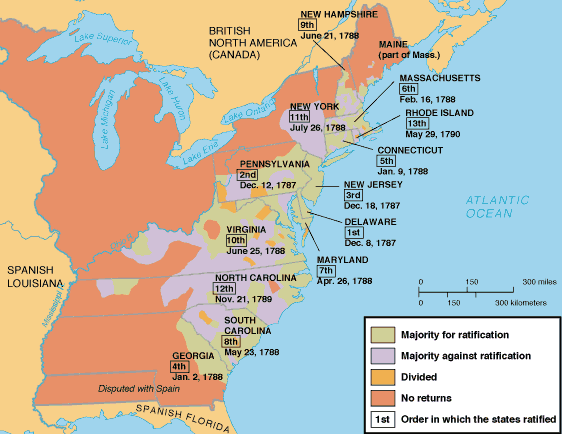 NEW HAMPSHIRE
9th
June 21, 1788
BRITISH
NORTH AMERICA
(CANADA)
Lake Superior
MAINE
(part of Mass.)
MASSACHUSETTS
6th
Feb. 16, 1788
Lake Michigan
Lake Huron
Lake Ontario
NEW YORK
11th
July 26, 1788
RHODE ISLAND
13th
May 29, 1790
Lake Erie
CONNECTICUT
5th
Jan. 9, 1788
PENNSYLVANIA
2nd
Dec. 12, 1787
NEW JERSEY
3rd
Dec. 18, 1787
ATLANTIC
OCEAN
DELAWARE
1st
Dec. 8, 1787
VIRGINIA
10th
June 25, 1788
MARYLAND
7th
Apr. 26, 1788
SPANISH
LOUISIANA
NORTH CAROLINA
12th
Nov. 21, 1789
0 150 300 miles
0 150 300 kilometers
Mississippi R.
SOUTH
CAROLINA
8th
May 23, 1788
GEORGIA
4th
Jan. 2, 1788
Disputed with Spain
SPANISH FLORIDA
Majority for ratification
Majority against ratification
Divided
No returns
1st Order in which the states ratified